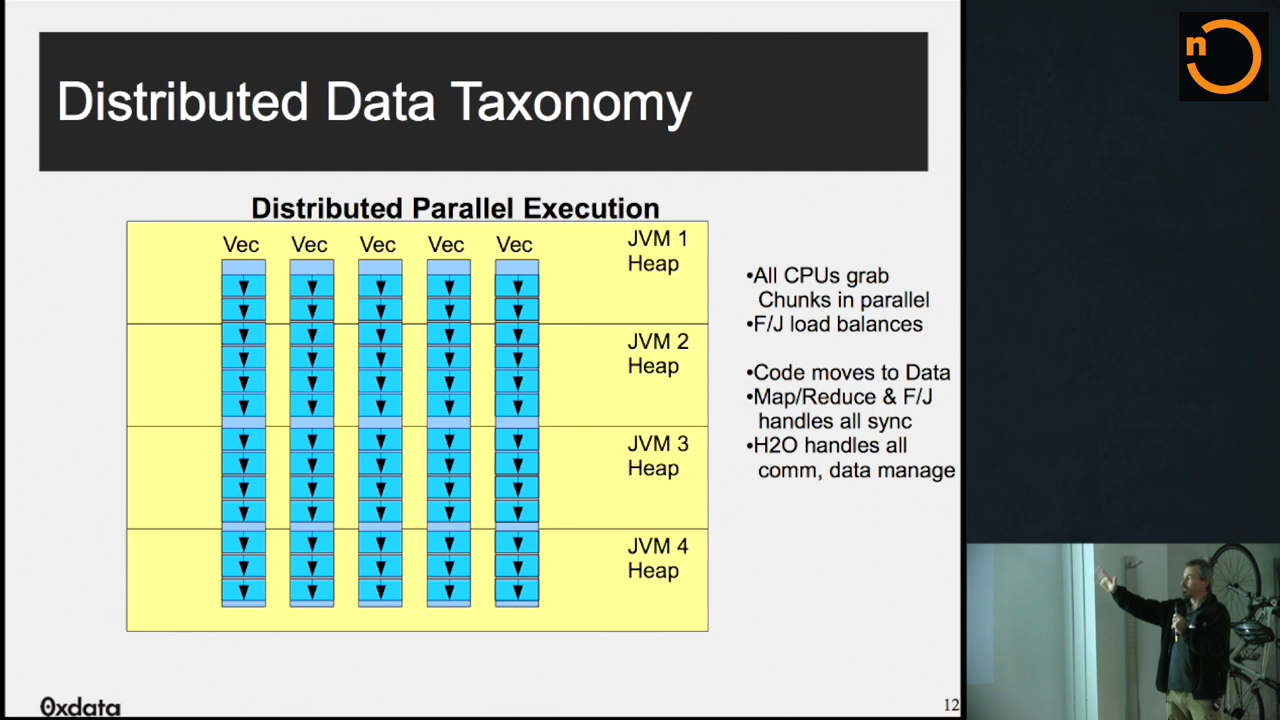 Distributed Data Taxonomy
Distributed Parallel Execution
Vec Vec Vec Vec Vec
JVM 1
Heap
JVM 2
Heap
JVM 3
Heap
JVM 4
Heap
•All CPUs grab
Chunks in parallel
•F/J load balances
•Code moves to Data
•Map/Reduce & F/J
handles all sync
•H2O handles all
comm, data manage
0xdata
12
n